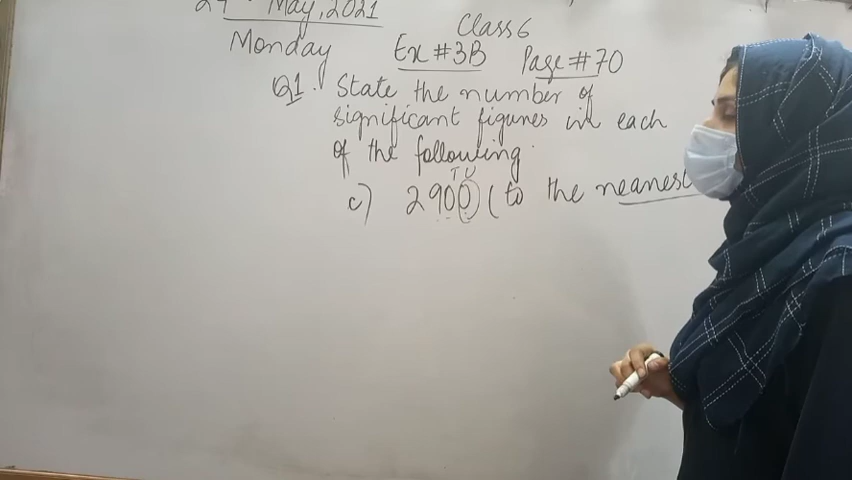 May, 2021
Class 6
Monday Ex #3B Page #70
Q1. State the number of
significant figures in each
of the following.
T U
c) 2900 (to the nearest